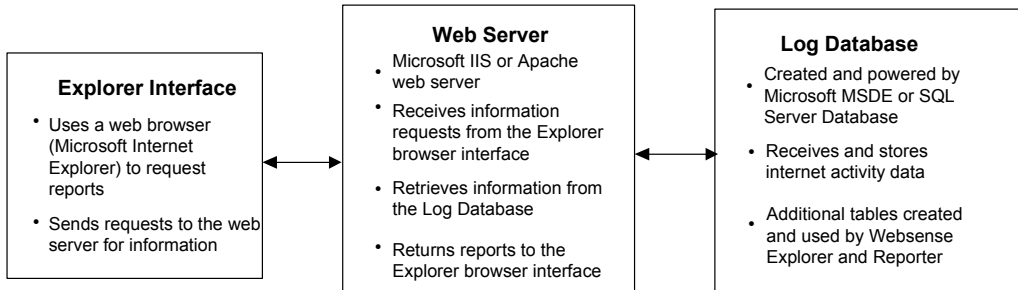 Explorer Interface
• Uses a web browser
(Microsoft Internet
Explorer) to request
reports
• Sends requests to the web
server for information
Web Server
• Microsoft IIS or Apache
web server
• Receives information
requests from the Explorer
browser interface
• Retrieves information from
the Log Database
• Returns reports to the
Explorer browser interface
Log Database
• Created and powered by
Microsoft MSDE or SQL
Server Database
• Receives and stores
internet activity data
• Additional tables created
and used by Websense
Explorer and Reporter